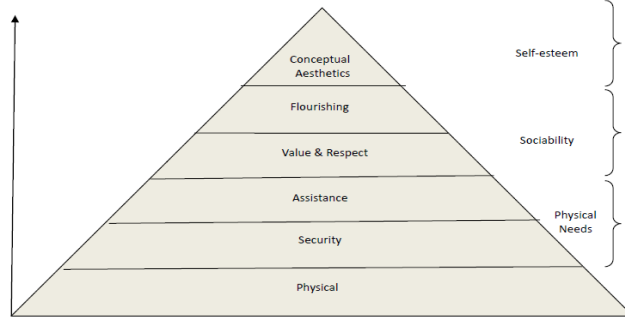 Conceptual
Aesthetics
Self-esteem
Flourishing
Value & Respect
Sociability
Assistance
Physical
Needs
Security
Physical